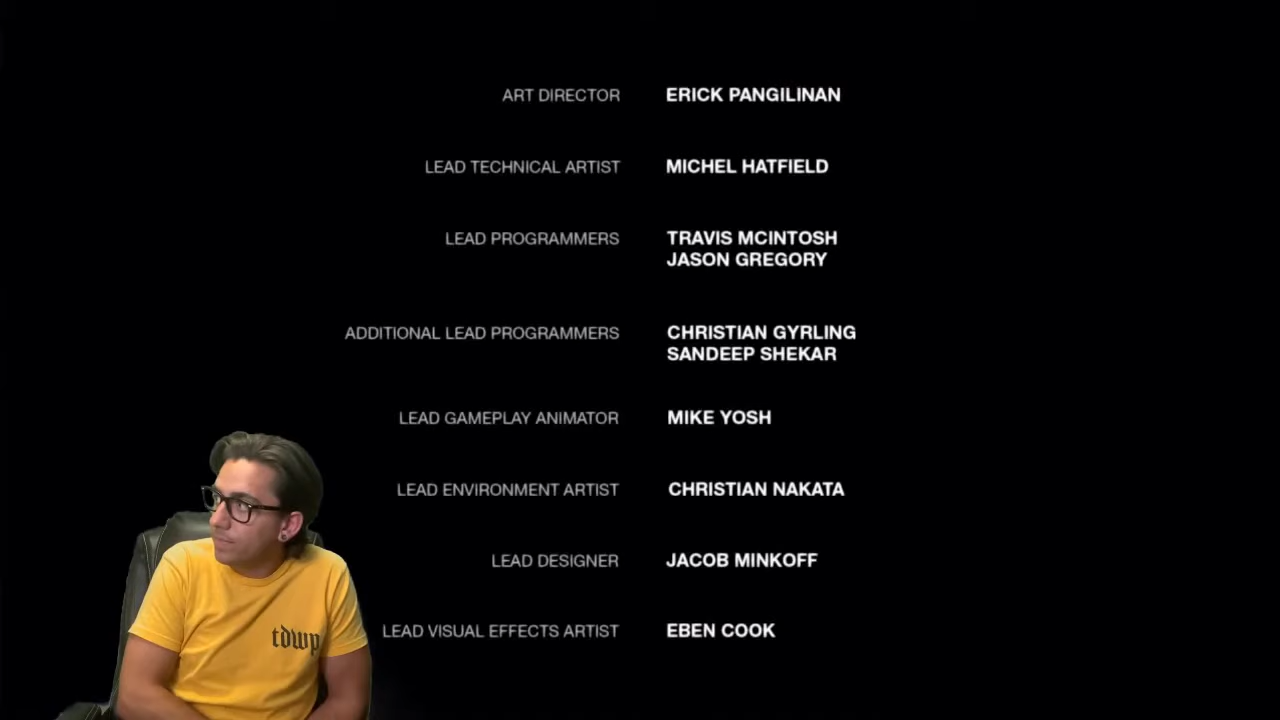 ART DIRECTOR ERICK PANGILINAN
LEAD TECHNICAL ARTIST MICHEL HATFIELD
LEAD PROGRAMMERS TRAVIS MCINTOSH
JASON GREGORY
ADDITIONAL LEAD PROGRAMMERS CHRISTIAN GYRLING
SANDEEP SHEKAR
LEAD GAMEPLAY ANIMATOR MIKE YOSH
LEAD ENVIRONMENT ARTIST CHRISTIAN NAKATA
LEAD DESIGNER JACOB MINKOFF
LEAD VISUAL EFFECTS ARTIST EBEN COOK
tdwp